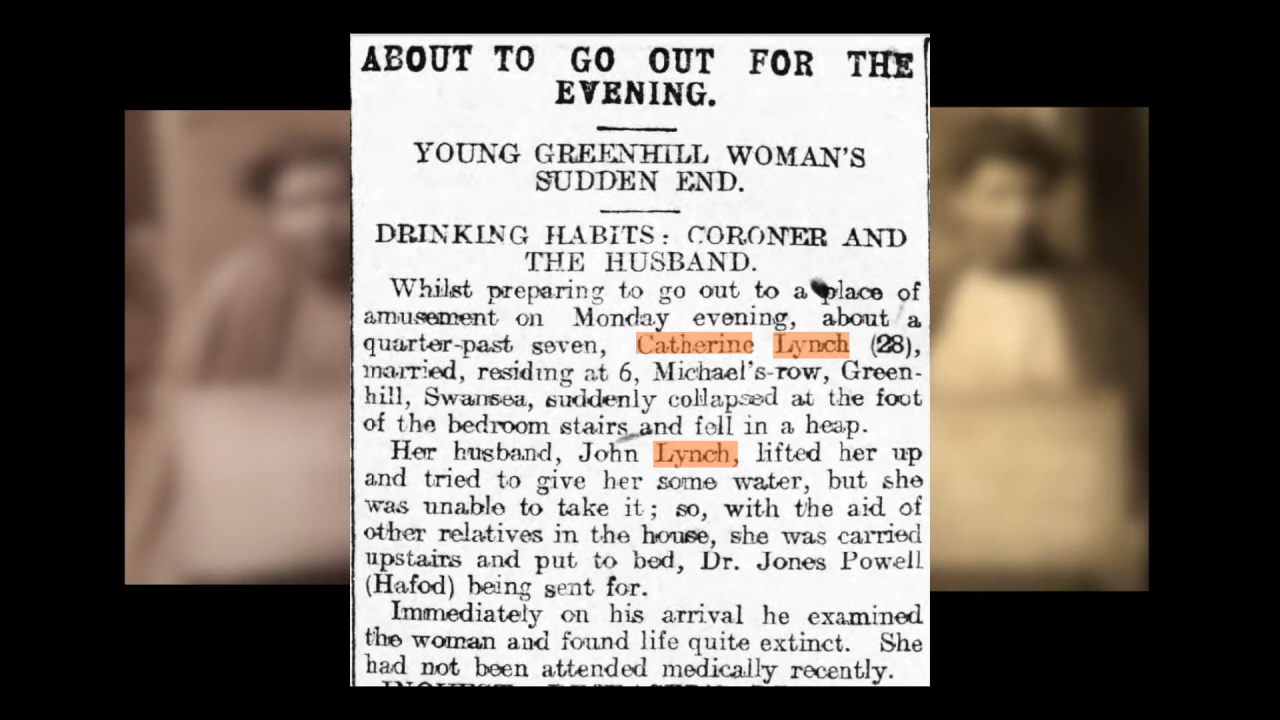 ABOUT TO GO OUT FOR THE
EVENING.
YOUNG GREENHILL WOMAN'S
SUDDEN END.
DRINKING HABITS: CORONER AND
THE HUSBAND.
Whilst preparing to go out to a place of
amusement on Monday evening, about a
quarter-past seven, Catherine Lynch (28),
married, residing at 6, Michael's-row, Green-
hill, Swansea, suddenly collapsed at the foot
of the bedroom stairs and fell in a heap.
Her husband, John Lynch, lifted her up
and tried to give her some water, but she
was unable to take it; so, with the aid of
other relatives in the house, she was carried
upstairs and put to bed, Dr. Jones Powell
(Hafod) being sent for.
Immediately on his arrival he examined
the woman and found life quite extinct. She
had not been attended medically recently.